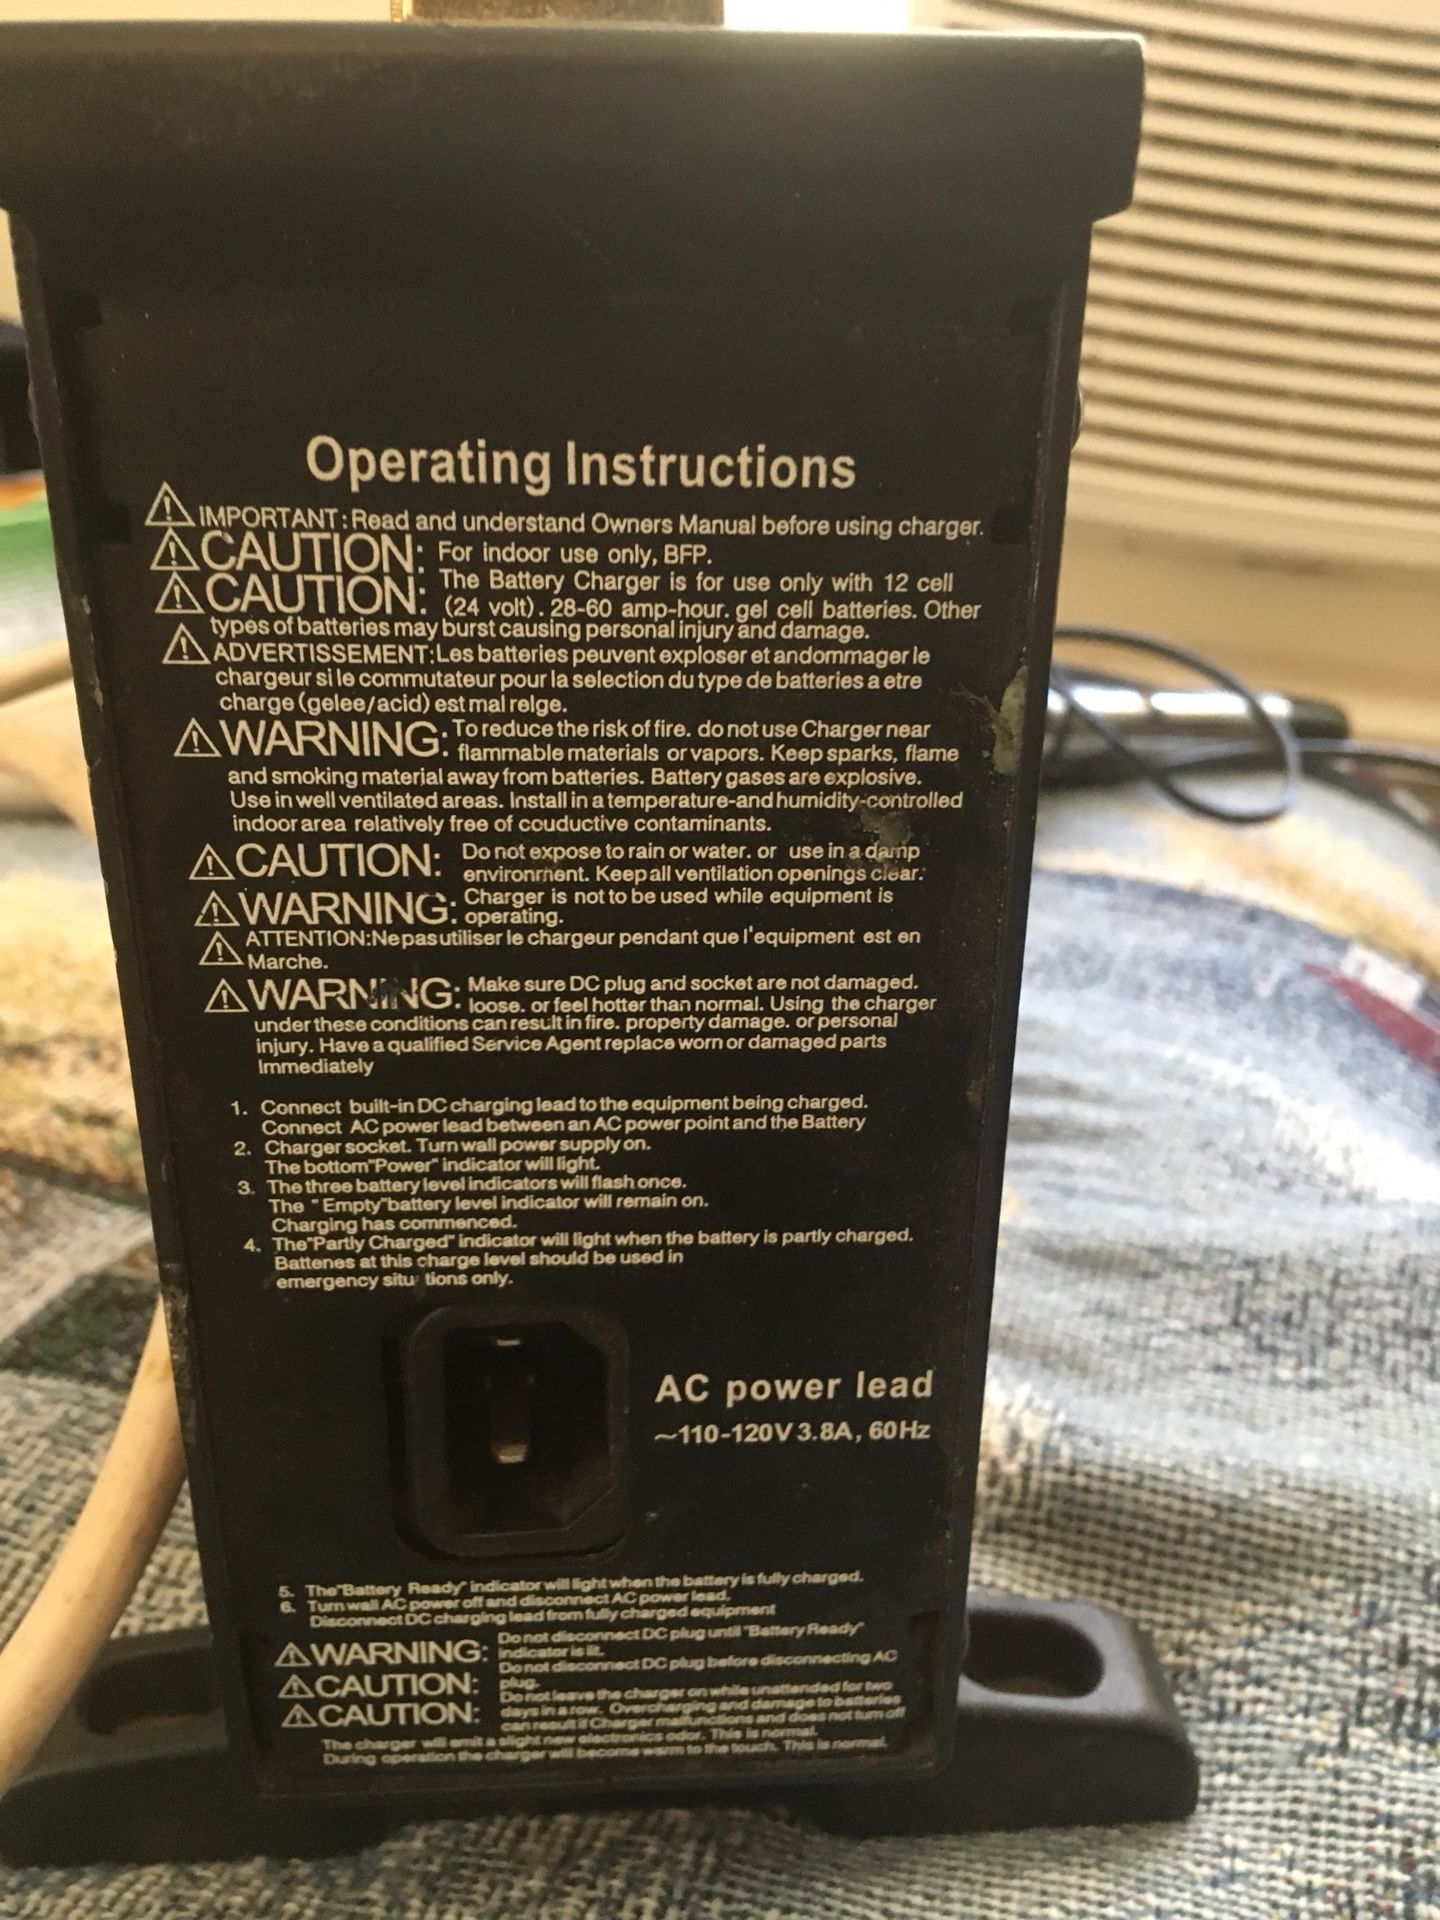 Operating Instructions
IMPORTANT: Read and understand Owners Manual before using charger.
CAUTION: For indoor use only, BFP.
CAUTION: The Battery Charger is for use only with 12 cell
(24 volt). 28-60 amp-hour. gel cell batteries. Other
types of batteries may burst causing personal injury and damage.
ADVERTISSEMENT: Les batteries peuvent exploser et andommager le
chargeur si le commutateur pour la selection du type de batteries a etre
charge (gelee/acid) est mal relge.
WARNING: To reduce the risk of fire. do not use Charger near
flammable materials or vapors. Keep sparks, flame
and smoking material away from batteries. Battery gases are explosive.
Use in well ventilated areas. Install in a temperature-and humidity-controlled
indoor area relatively free of couductive contaminants.
CAUTION: Do not expose to rain or water. or use in a damp
environment. Keep all ventilation openings clear.
WARNING: Charger is not to be used while equipment is
operating.
ATTENTION: Ne pas utiliser le chargeur pendant que l'equipment est en
Marche.
WARNING: Make sure DC plug and socket are not damaged.
loose. or feel hotter than normal. Using the charger
under these conditions can result in fire. property damage. or personal
injury. Have a qualified Service Agent replace worn or damaged parts
Immediately
1. Connect built-in DC charging lead to the equipment being charged.
Connect AC power lead between an AC power point and the Battery
2. Charger socket. Turn wall power supply on.
The bottom "Power" indicator will light.
3. The three battery level indicators will flash once.
The "Empty" battery level indicator will remain on.
Charging has commenced.
4. The "Partly Charged" indicator will light when the battery is partly charged.
Battenes at this charge level should be used in
emergency situ tions only.
AC power lead
~110-120V 3.8A, 60Hz
5. The "Battery Ready" indicator will light when the battery is fully charged.
6. Turn wall AC power off and disconnect AC power lead.
Disconnect DC charging lead from fully charged equipment
WARNING: Do not disconnect DC plug until "Battery Ready"
indicator is lit.
CAUTION: Do not disconnect DC plug before disconnecting AC
plug.
CAUTION: Do not leave the charger on while unattended for two
days in a row. Overcharging and damage to batteries
can result if Charger malfunctions and does not turn off
The charger will emit a slight new electronics odor. This is normal.
During operation the charger will become warm to the touch. This is normal.